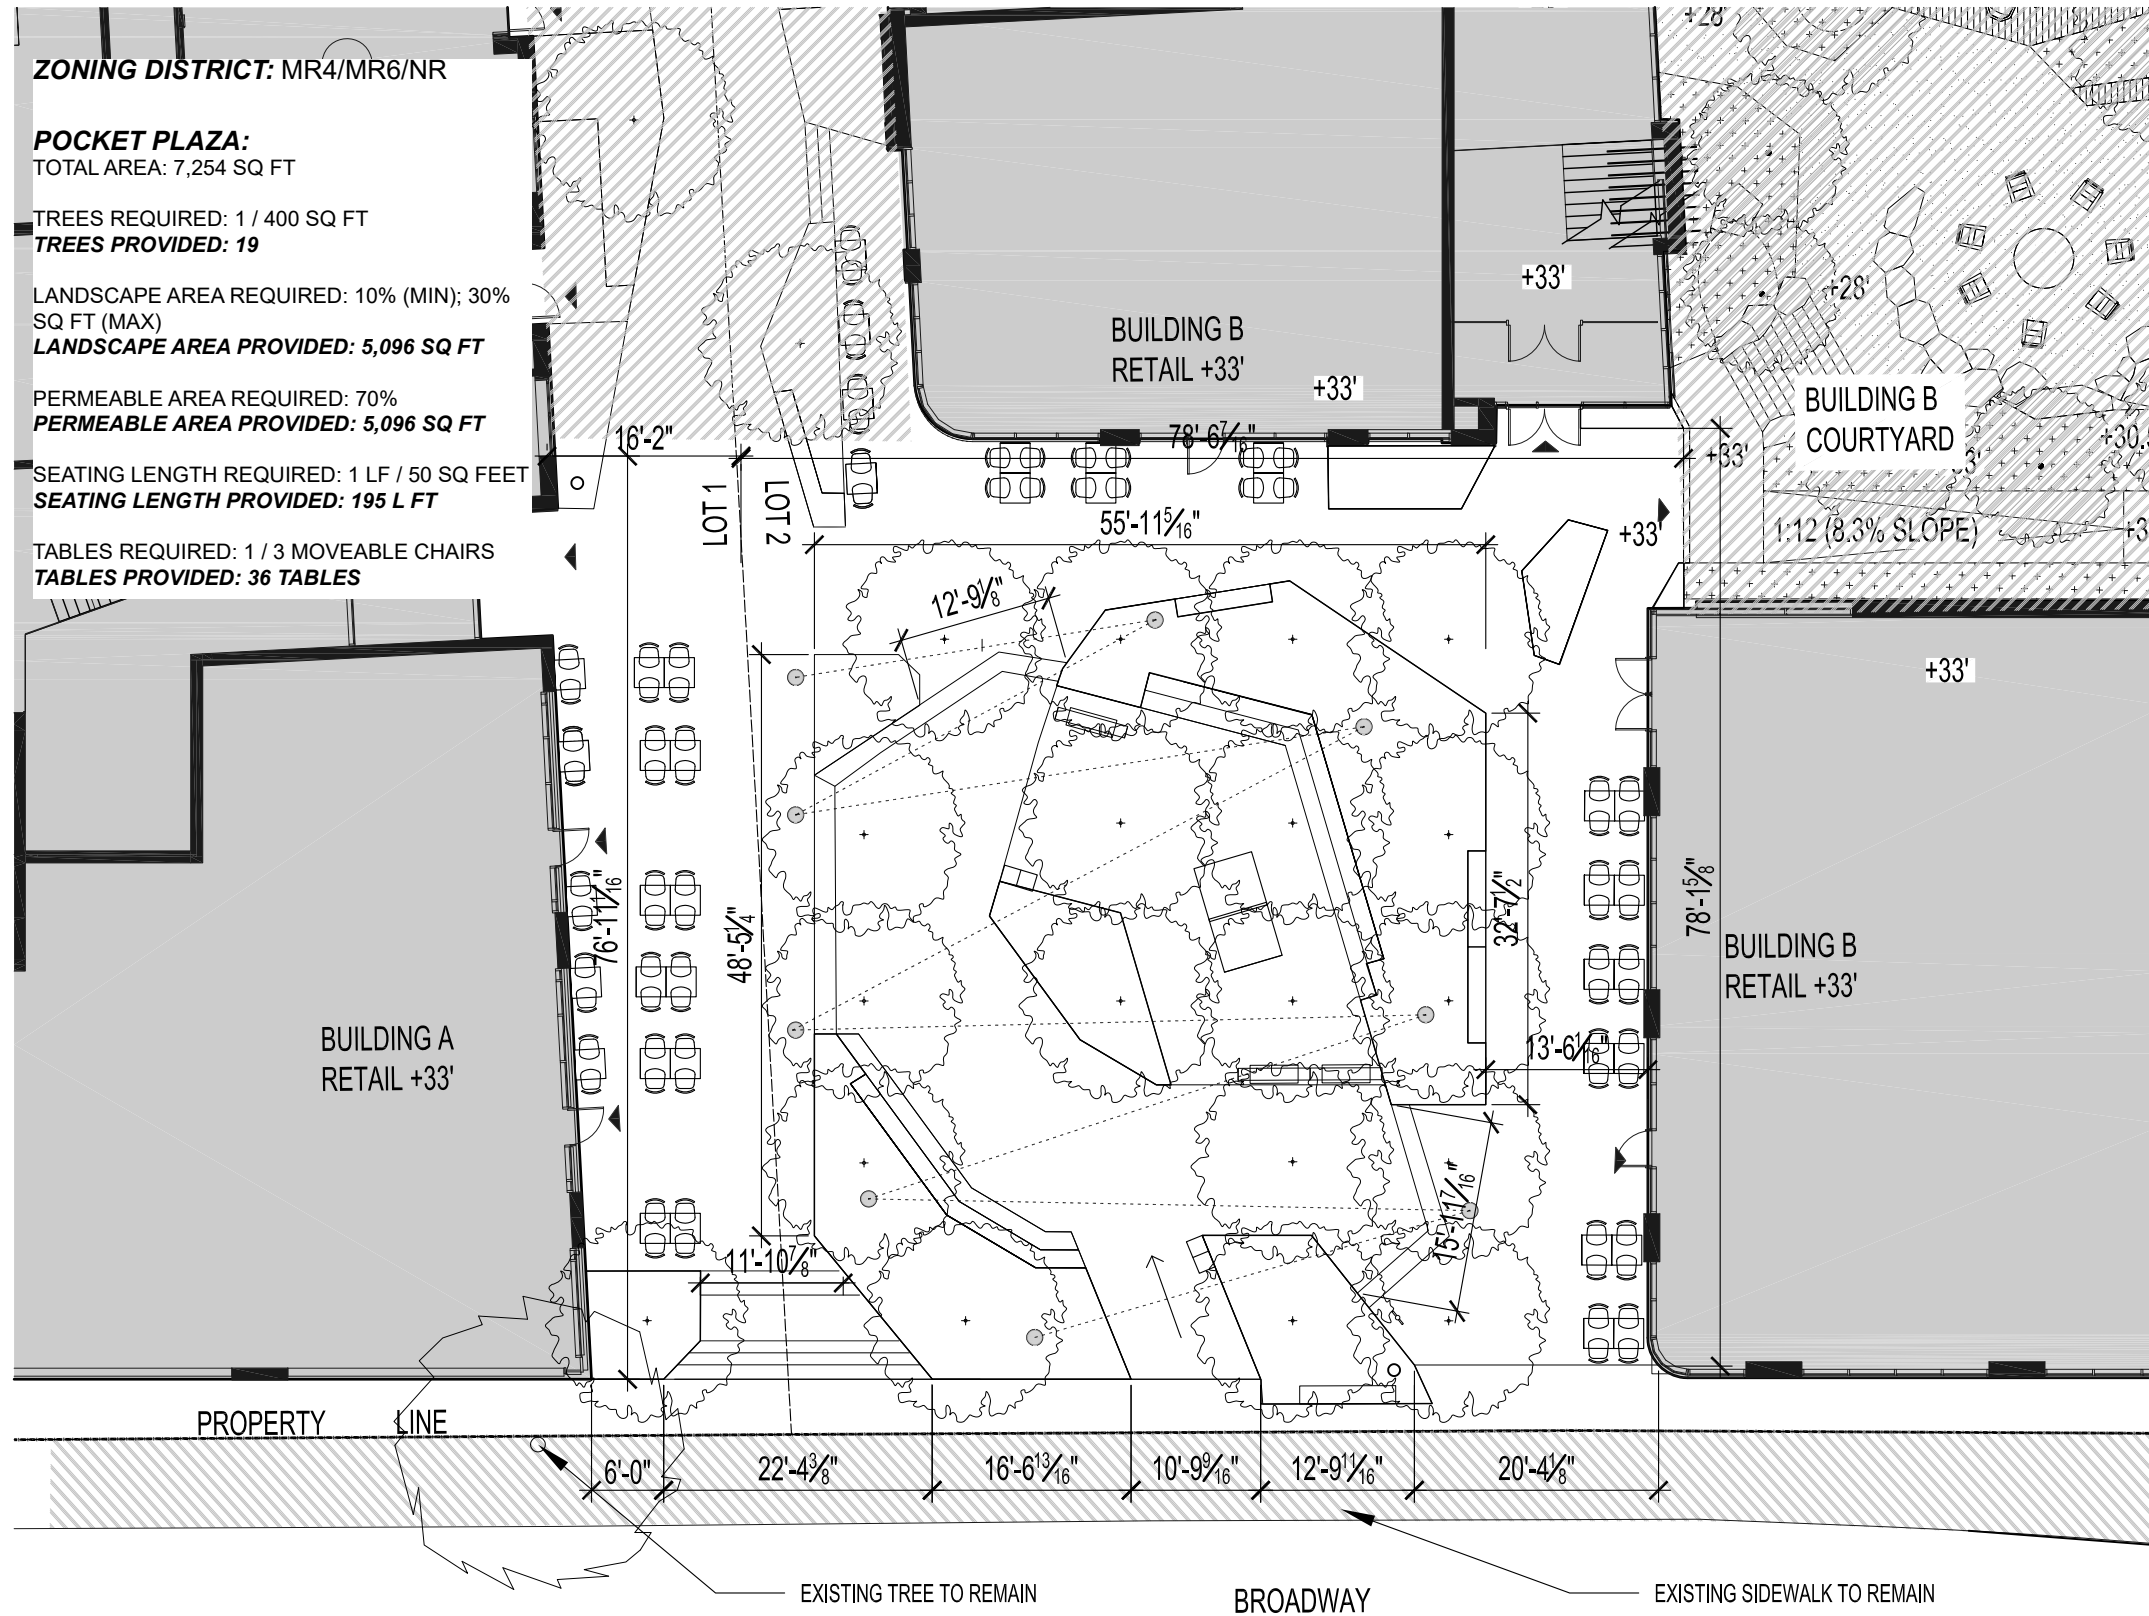 ZONING DISTRICT: MR4/MR6/NR
POCKET PLAZA:
TOTAL AREA: 7,254 SQ FT
TREES REQUIRED: 1 / 400 SQ FT
TREES PROVIDED: 19
LANDSCAPE AREA REQUIRED: 10% (MIN); 30%
SQ FT (MAX)
LANDSCAPE AREA PROVIDED: 5,096 SQ FT
PERMEABLE AREA REQUIRED: 70%
PERMEABLE AREA PROVIDED: 5,096 SQ FT
SEATING LENGTH REQUIRED: 1 LF / 50 SQ FEET
SEATING LENGTH PROVIDED: 195 L FT
TABLES REQUIRED: 1 / 3 MOVEABLE CHAIRS
TABLES PROVIDED: 36 TABLES
+28'
+33'
+28'
BUILDING B
RETAIL +33'
+33'
BUILDING B
COURTYARD
16'-2"
78'-6 7/16"
+33'
LOT 1
LOT 2
55'-11 5/16"
+33'
1:12 (8.3% SLOPE)
12'-9 1/8"
+33'
76'-11 11/16"
48'-5 1/4"
32'-7 1/2"
78'-1 5/8"
BUILDING B
RETAIL +33'
BUILDING A
RETAIL +33'
13'-6 1/16"
15'-11 7/16"
11'-10 7/8"
PROPERTY LINE
6'-0"
22'-4 3/8"
16'-6 13/16"
10'-9 9/16"
12'-9 11/16"
20'-4 1/8"
EXISTING TREE TO REMAIN
BROADWAY
EXISTING SIDEWALK TO REMAIN